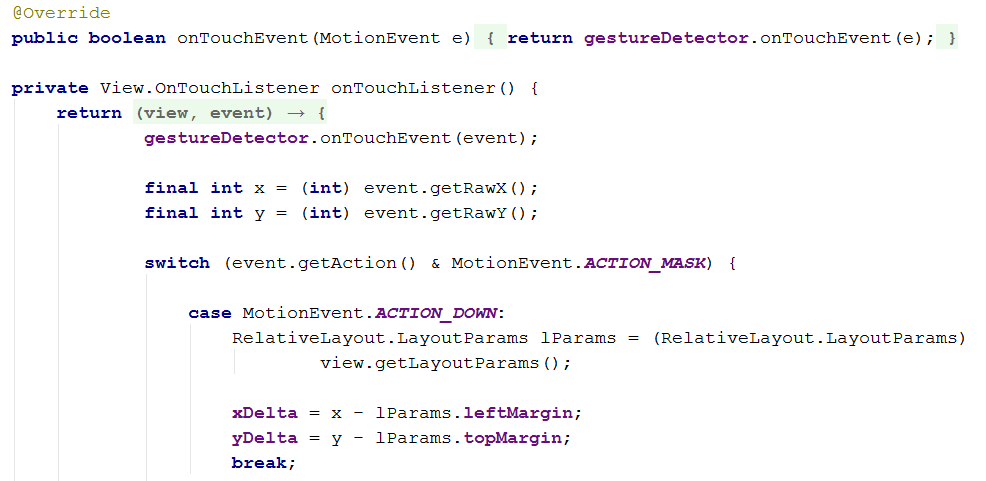 @Override
public boolean onTouchEvent(MotionEvent e) { return gestureDetector.onTouchEvent(e); }
private View.OnTouchListener onTouchListener() {
return (view, event) → {
gestureDetector.onTouchEvent(event);
final int x = (int) event.getRawX();
final int y = (int) event.getRawY();
switch (event.getAction() & MotionEvent.ACTION_MASK) {
case MotionEvent.ACTION_DOWN:
RelativeLayout.LayoutParams lParams = (RelativeLayout.LayoutParams)
view.getLayoutParams();
xDelta = x - lParams.leftMargin;
yDelta = y - lParams.topMargin;
break;